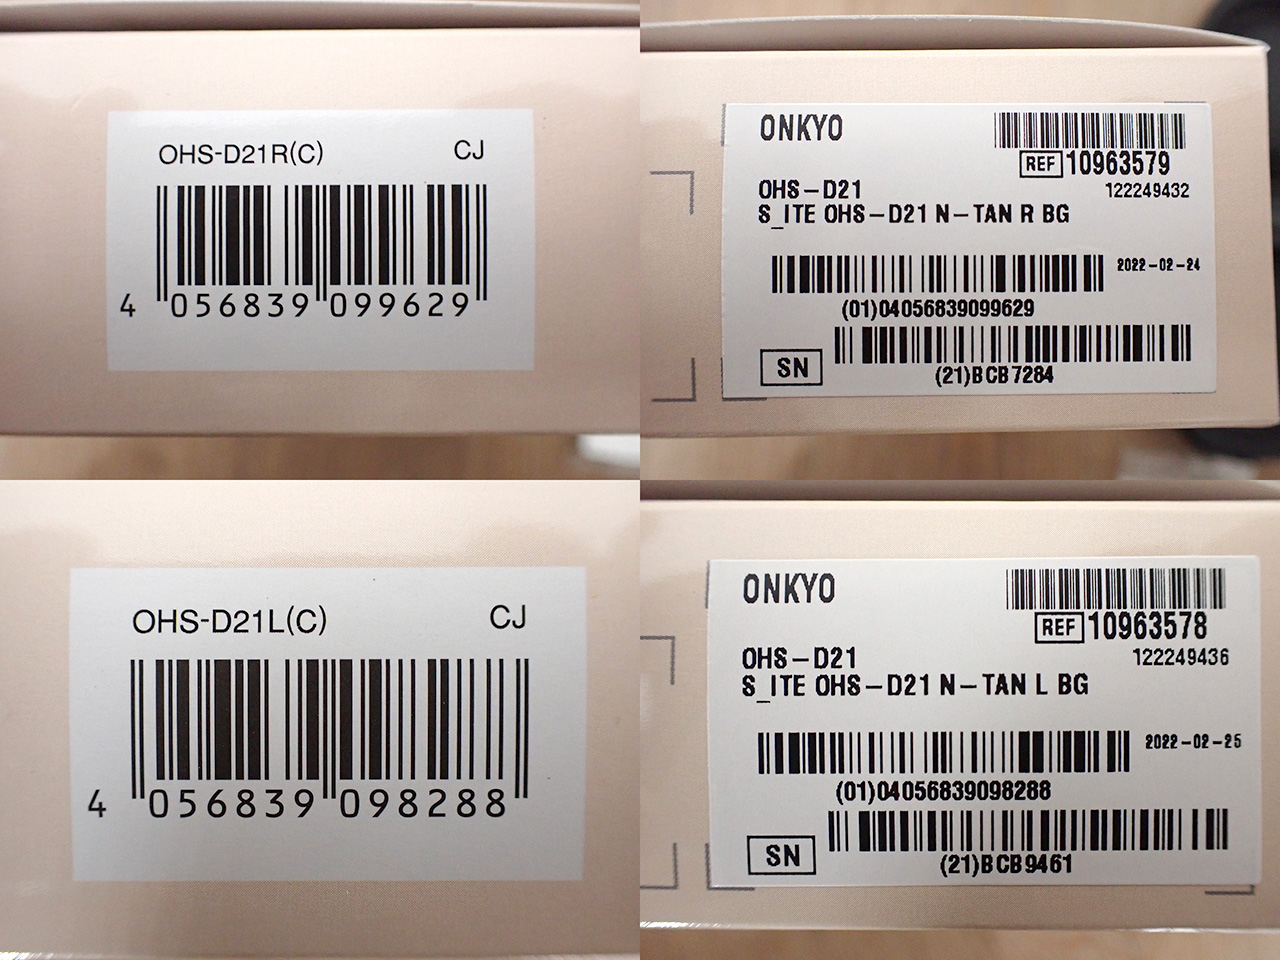 OHS-D21R(C) CJ
4 056839 099629
ONKYO
REF 10963579
122249432
OHS-D21
S_ITE OHS-D21 N-TAN R BG
2022-02-24
(01)04056839099629
SN
(21)BCB7284
OHS-D21L(C) CJ
4 056839 098288
ONKYO
REF 10963578
122249436
OHS-D21
S_ITE OHS-D21 N-TAN L BG
2022-02-25
(01)04056839098288
SN
(21)BCB9461